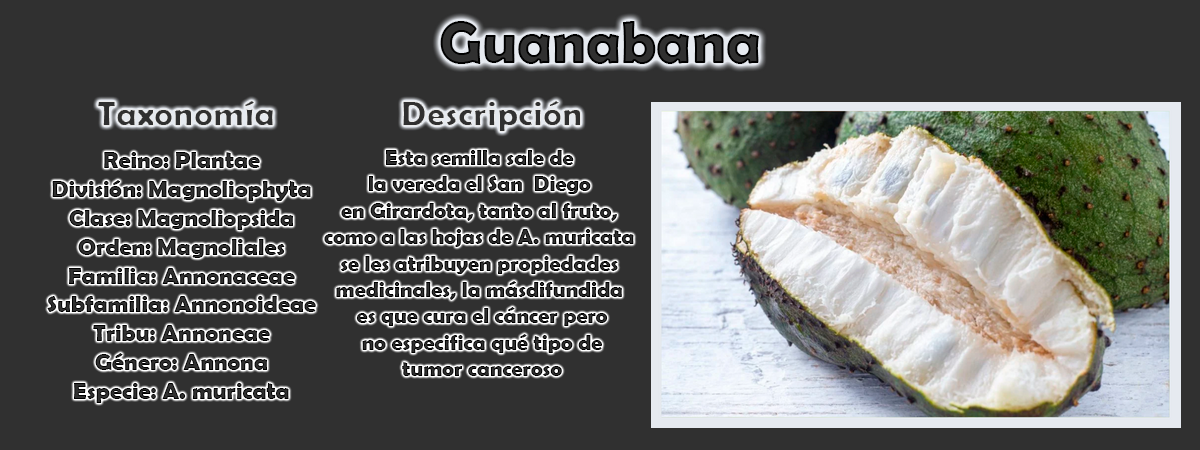 Guanabana
Taxonomía
Reino: Plantae
División: Magnoliophyta
Clase: Magnoliopsida
Orden: Magnoliales
Familia: Annonaceae
Subfamilia: Annonoideae
Tribu: Annoneae
Género: Annona
Especie: A. muricata
Descripción
Esta semilla sale de
la vereda el San Diego
en Girardota, tanto al fruto,
como a las hojas de A. muricata
se les atribuyen propiedades
medicinales, la másdifundida
es que cura el cáncer pero
no especifica qué tipo de
tumor canceroso